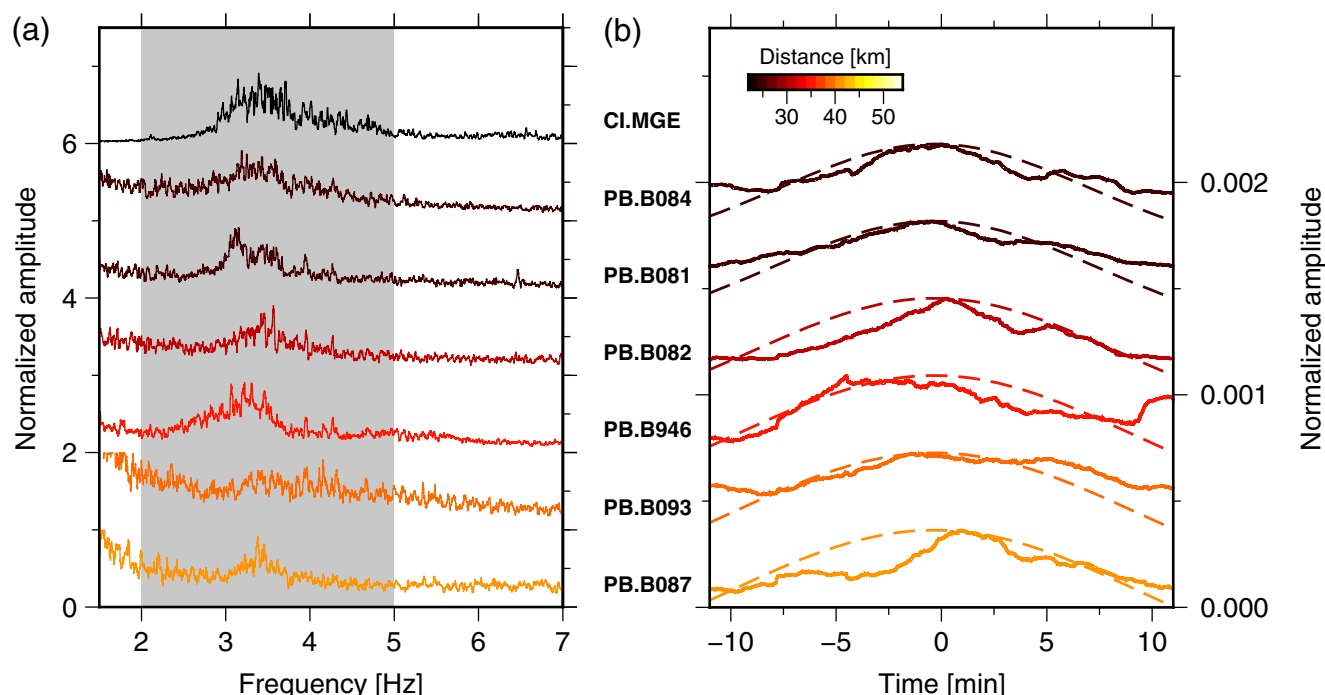 (a)
(b)
Normalized amplitude
6
4
2
0
2
3
4
5
6
7
Frequency [Hz]
CI.MGE
PB.B084
PB.B081
PB.B082
PB.B946
PB.B093
PB.B087
Distance [km]
30
40
50
0.002
0.001
0.000
Normalized amplitude
−10
−5
0
5
10
Time [min]